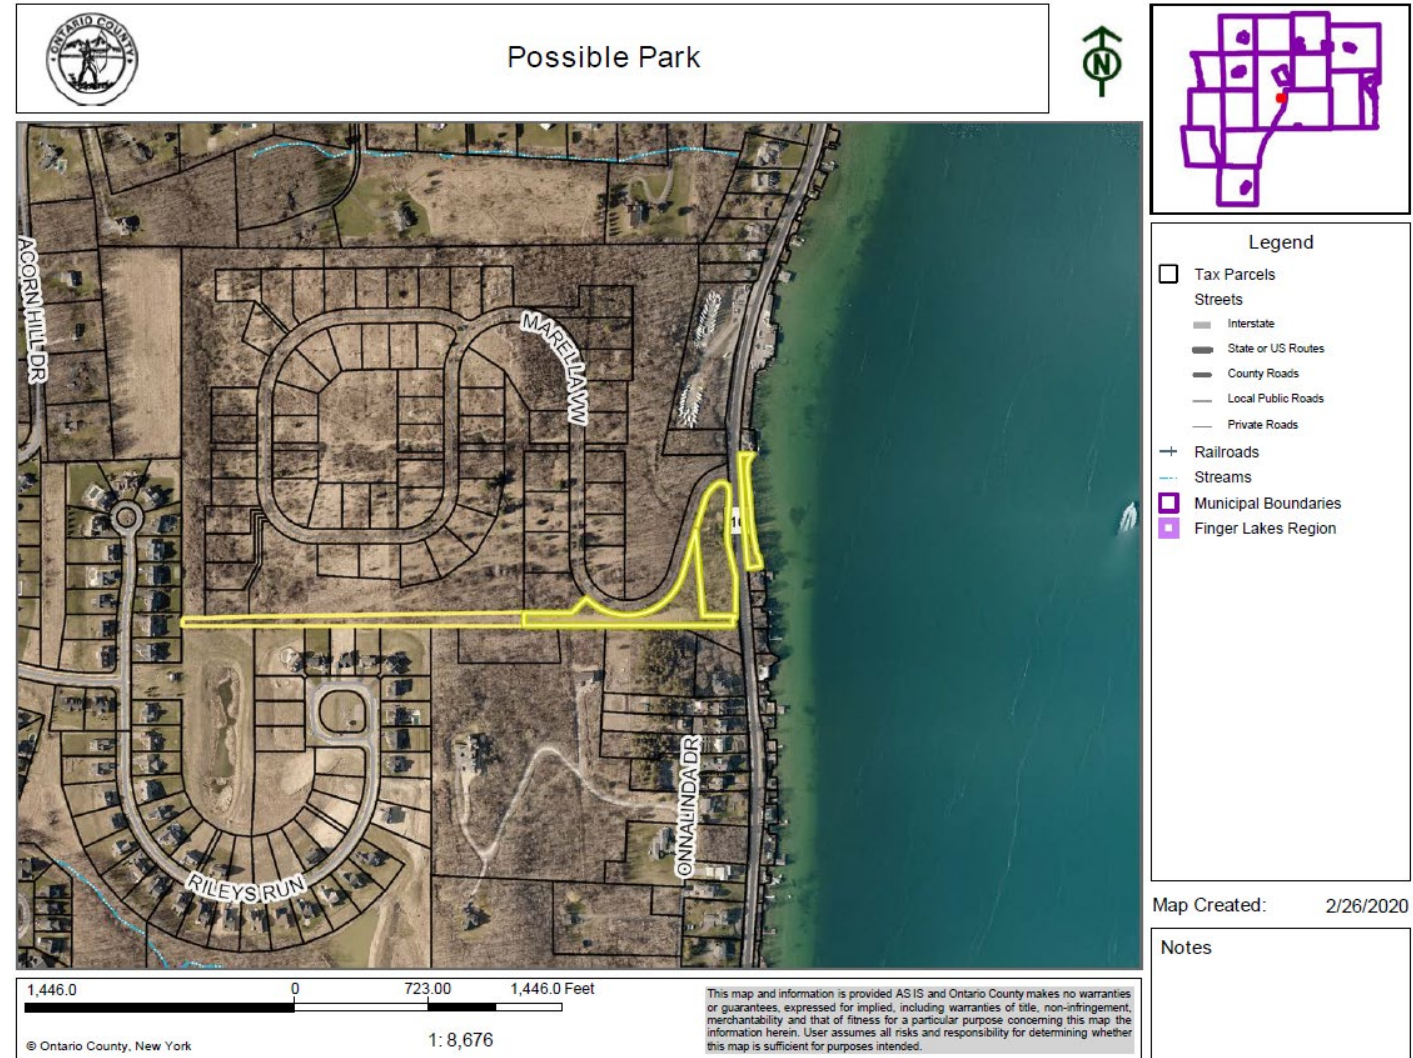 ONTARIO COUNTY
Possible Park
N
ACORN HILL DR
MARELLA VW
RILEYS RUN
ONNALINDA DR
Legend
Tax Parcels
Streets
Interstate
State or US Routes
County Roads
Local Public Roads
Private Roads
Railroads
Streams
Municipal Boundaries
Finger Lakes Region
Map Created: 2/26/2020
Notes
1,446.0 0 723.00 1,446.0 Feet
1: 8,676
© Ontario County, New York
This map and information is provided AS IS and Ontario County makes no warranties
or guarantees, expressed for implied, including warranties of title, non-infringement,
merchantability and that of fitness for a particular purpose concerning this map the
information herein. User assumes all risks and responsibility for determining whether
this map is sufficient for purposes intended.